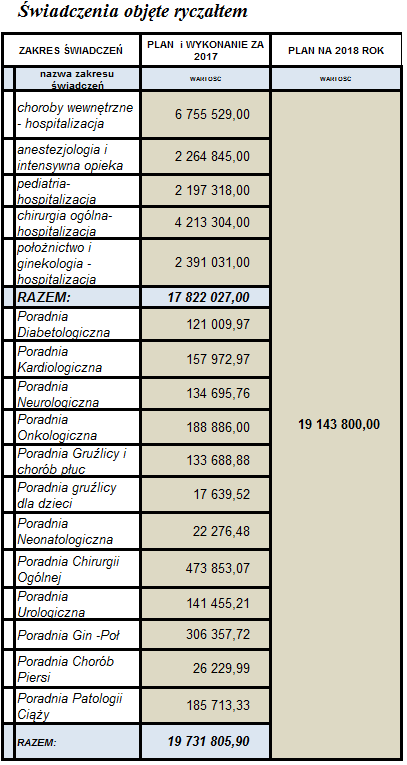 Świadczenia objęte ryczałtem
ZAKRES ŚWIADCZEŃ
PLAN i WYKONANIE ZA
2017
PLAN NA 2018 ROK
nazwa zakresu
świadczeń
WARTOŚĆ
WARTOŚĆ
choroby wewnętrzne
- hospitalizacja
6 755 529,00
anestezjologia i
intensywna opieka
2 264 845,00
pediatria-
hospitalizacja
2 197 318,00
chirurgia ogólna-
hospitalizacja
4 213 304,00
położnictwo i
ginekologia -
hospitalizacja
2 391 031,00
RAZEM:
17 822 027,00
Poradnia
Diabetologiczna
121 009,97
Poradnia
Kardiologiczna
157 972,97
Poradnia
Neurologiczna
134 695,76
Poradnia
Onkologiczna
188 886,00
19 143 800,00
Poradnia Gruźlicy i
chorób płuc
133 688,88
Poradnia gruźlicy
dla dzieci
17 639,52
Poradnia
Neonatologiczna
22 276,48
Poradnia Chirurgii
Ogólnej
473 853,07
Poradnia
Urologiczna
141 455,21
Poradnia Gin -Poł
306 357,72
Poradnia Chorób
Piersi
26 229,99
Poradnia Patologii
Ciąży
185 713,33
RAZEM:
19 731 805,90